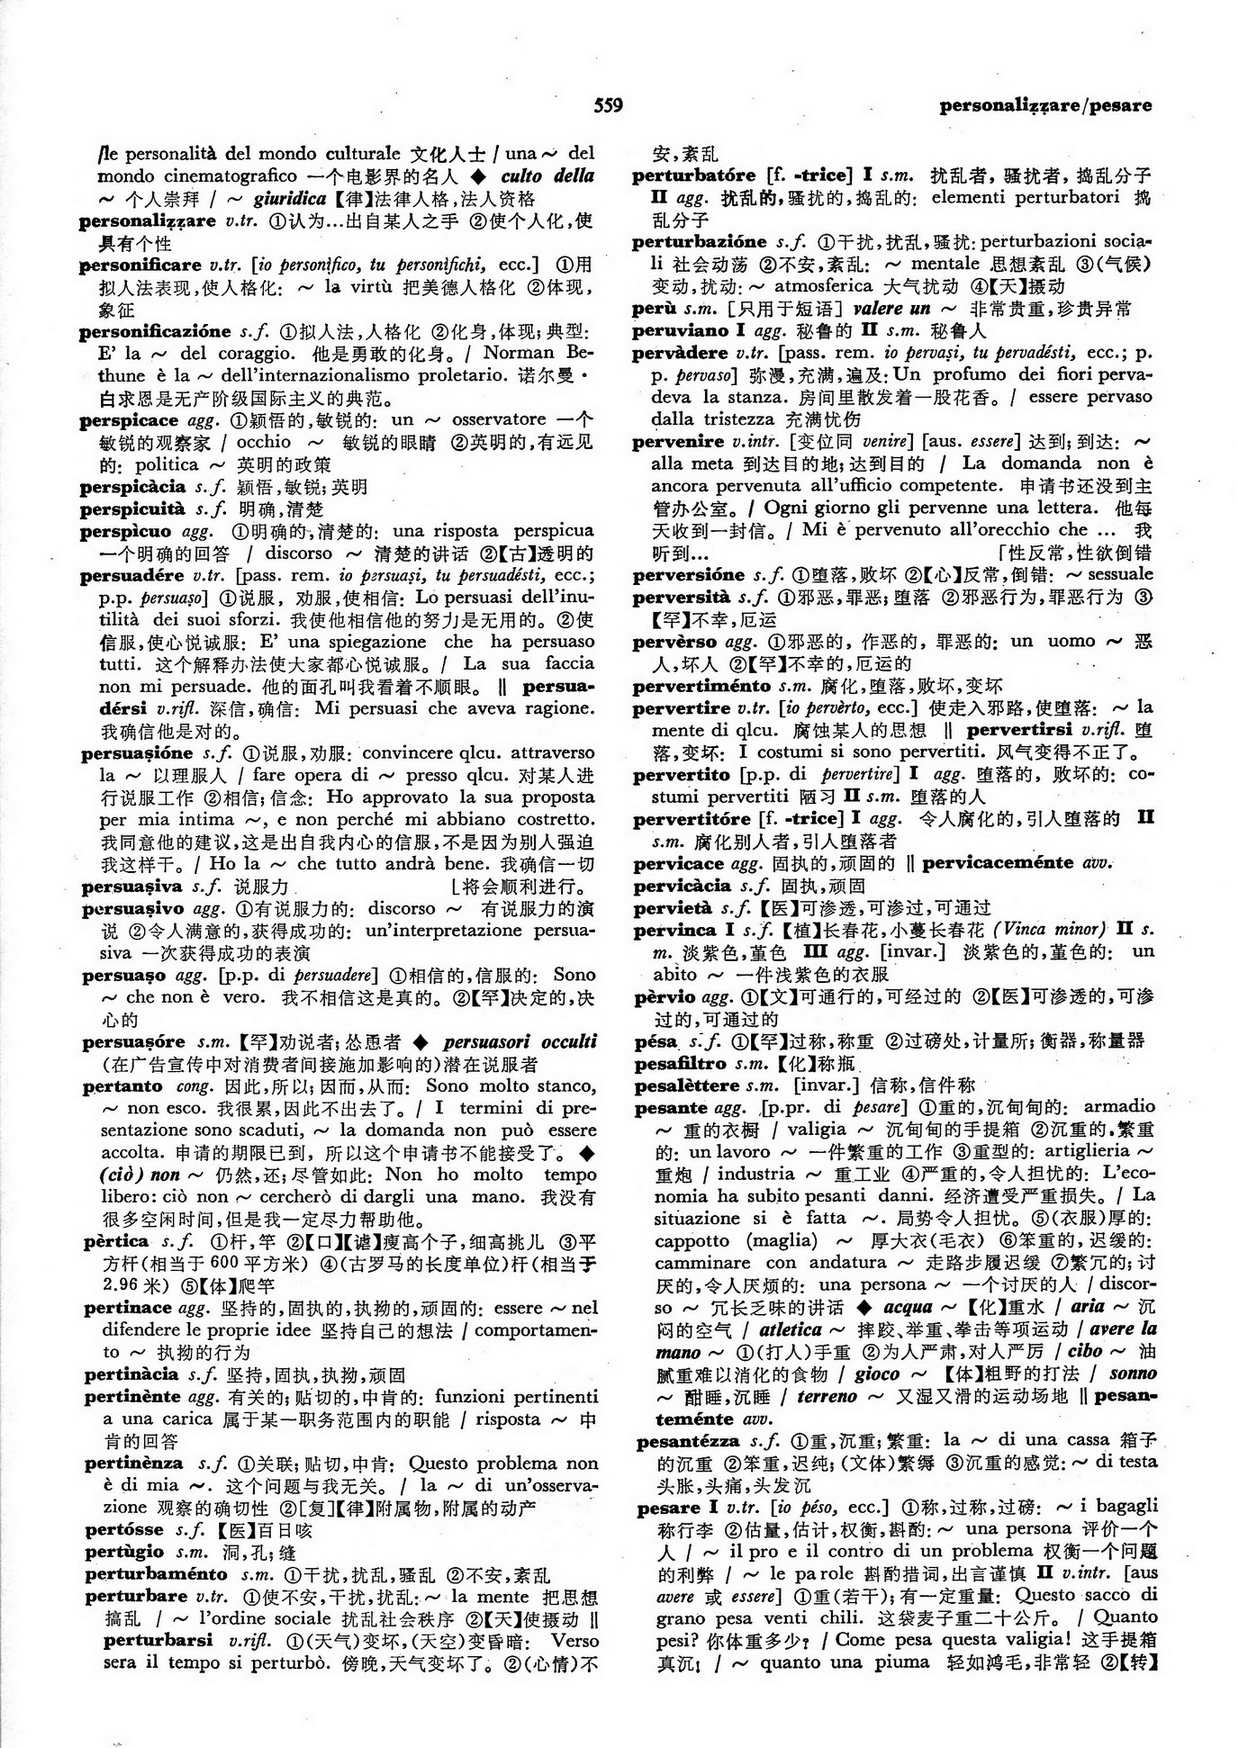 559
personaliẓẓare/pesare
/le personalità del mondo culturale 文化人士 / una ~ del
mondo cinematografico 一个电影界的名人 ◆ culto della
~ 个人崇拜 / ~ giuridica【律】法律人格,法人资格
personaliẓẓare v.tr. ①认为…出自某人之手 ②使个人化,使
具有个性
personificare v.tr. [io personìfico, tu personìfichi, ecc.] ①用
拟人法表现,使人格化: ~ la virtù 把美德人格化 ②体现,
象征
personificazióne s.f. ①拟人法,人格化 ②化身,体现;典型:
E' la ~ del coraggio. 他是勇敢的化身。/ Norman Be-
thune è la ~ dell'internazionalismo proletario. 诺尔曼·
白求恩是无产阶级国际主义的典范。
perspicace agg. ①颖悟的,敏锐的: un ~ osservatore 一个
敏锐的观察家 / occhio ~ 敏锐的眼睛 ②英明的,有远见
的: politica ~ 英明的政策
perspicàcia s.f. 颖悟,敏锐;英明
perspicuità s.f. 明确,清楚
perspìcuo agg. ①明确的,清楚的: una risposta perspicua
一个明确的回答 / discorso ~ 清楚的讲话 ②【古】透明的
persuadére v.tr. [pass. rem. io persuaṣi, tu persuadésti, ecc.;
p.p. persuaṣo] ①说服, 劝服,使相信: Lo persuasi dell'inu-
tilità dei suoi sforzi. 我使他相信他的努力是无用的。②使
信服,使心悦诚服: E' una spiegazione che ha persuaso
tutti. 这个解释办法使大家都心悦诚服。/ La sua faccia
non mi persuade. 他的面孔叫我看着不顺眼。‖ persua-
dérsi v.rifl. 深信,确信: Mi persuasi che aveva ragione.
我确信他是对的。
persuaṣióne s.f. ①说服,劝服: convincere qlcu. attraverso
la ~ 以理服人 / fare opera di ~ presso qlcu. 对某人进
行说服工作 ②相信;信念: Ho approvato la sua proposta
per mia intima ~, e non perché mi abbiano costretto.
我同意他的建议,这是出自我内心的信服,不是因为别人强迫
我这样干。/ Ho la ~ che tutto andrà bene. 我确信一切
persuaṣiva s.f. 说服力 ⌊将会顺利进行。
persuaṣivo agg. ①有说服力的: discorso ~ 有说服力的演
说 ②令人满意的,获得成功的: un'interpretazione persua-
siva 一次获得成功的表演
persuaṣo agg. [p.p. di persuadere] ①相信的,信服的: Sono
~ che non è vero. 我不相信这是真的。②【罕】决定的,决
心的
persuaṣóre s.m. 【罕】劝说者;怂恿者 ◆ persuasori occulti
(在广告宣传中对消费者间接施加影响的)潜在说服者
pertanto cong. 因此,所以;因而,从而: Sono molto stanco,
~ non esco. 我很累,因此不出去了。/ I termini di pre-
sentazione sono scaduti, ~ la domanda non può essere
accolta. 申请的期限已到, 所以这个申请书不能接受了。◆
(ciò) non ~ 仍然,还;尽管如此: Non ho molto tempo
libero: ciò non ~ cercherò di dargli una mano. 我没有
很多空闲时间,但是我一定尽力帮助他。
pèrtica s.f. ①杆,竿 ②【口】【谑】瘦高个子,细高挑儿 ③平
方杆(相当于 600 平方米) ④(古罗马的长度单位)杆(相当于
2.96 米) ⑤【体】爬竿
pertinace agg. 坚持的,固执的,执拗的,顽固的: essere ~ nel
difendere le proprie idee 坚持自己的想法 / comportamen-
to ~ 执拗的行为
pertinàcia s.f. 坚持,固执,执拗,顽固
pertinènte agg. 有关的;贴切的,中肯的: funzioni pertinenti
a una carica 属于某一职务范围内的职能 / risposta ~ 中
肯的回答
pertinènza s.f. ①关联;贴切,中肯: Questo problema non
è di mia ~. 这个问题与我无关。/ la ~ di un'osserva-
zione 观察的确切性 ②[复]【律】附属物,附属的动产
pertósse s.f. 【医】百日咳
pertùgio s.m. 洞,孔;缝
perturbaménto s.m. ①干扰,扰乱,骚乱 ②不安,紊乱
perturbare v.tr. ①使不安,干扰,扰乱: ~ la mente 把思想
搞乱 / ~ l'ordine sociale 扰乱社会秩序 ②【天】使摄动 ‖
perturbarsi v.rifl. ①(天气)变坏,(天空)变昏暗: Verso
sera il tempo si perturbò. 傍晚,天气变坏了。②(心情)不
安,紊乱
perturbatóre [f. -trice] I s.m. 扰乱者, 骚扰者, 捣乱分子
II agg. 扰乱的,骚扰的,捣乱的: elementi perturbatori 捣
乱分子
perturbazióne s.f. ①干扰,扰乱,骚扰: perturbazioni socia-
li 社会动荡 ②不安,紊乱: ~ mentale 思想紊乱 ③(气候)
变动,扰动: ~ atmosferica 大气扰动 ④【天】摄动
perù s.m. [只用于短语] valere un ~ 非常贵重,珍贵异常
peruviano I agg. 秘鲁的 II s.m. 秘鲁人
pervàdere v.tr. [pass. rem. io pervaṣi, tu pervadésti, ecc.; p.
p. pervaso] 弥漫,充满,遍及: Un profumo dei fiori perva-
deva la stanza. 房间里散发着一股花香。/ essere pervaso
dalla tristezza 充满忧伤
pervenire v.intr. [变位同 venire] [aus. essere] 达到;到达: ~
alla meta 到达目的地;达到目的 / La domanda non è
ancora pervenuta all'ufficio competente. 申请书还没到主
管办公室。/ Ogni giorno gli pervenne una lettera. 他每
天收到一封信。/ Mi è pervenuto all'orecchio che … 我
听到… 「性反常,性欲倒错
perversióne s.f. ①堕落,败坏 ②【心】反常,倒错: ~ sessuale
perversità s.f. ①邪恶,罪恶;堕落 ②邪恶行为,罪恶行为 ③
【罕】不幸,厄运
pervèrso agg. ①邪恶的, 作恶的, 罪恶的: un uomo ~ 恶
人,坏人 ②【罕】不幸的,厄运的
pervertiménto s.m. 腐化,堕落,败坏,变坏
pervertire v.tr. [io pervèrto, ecc.] 使走入邪路,使堕落: ~ la
mente di qlcu. 腐蚀某人的思想 ‖ pervertirsi v.rifl. 堕
落,变坏: I costumi si sono pervertiti. 风气变得不正了。
pervertito [p.p. di pervertire] I agg. 堕落的, 败坏的: co-
stumi pervertiti 陋习 II s.m. 堕落的人
pervertitóre [f. -trice] I agg. 令人腐化的,引人堕落的 II
s.m. 腐化别人者,引人堕落者
pervicace agg. 固执的,顽固的 ‖ pervicaceménte avv.
pervicàcia s.f. 固执,顽固
pervietà s.f. 【医】可渗透,可渗过,可通过
pervinca I s.f. 【植】长春花,小蔓长春花 (Vinca minor) II s.
m. 淡紫色,堇色 III agg. [invar.] 淡紫色的,堇色的: un
abito ~ 一件浅紫色的衣服
pèrvio agg. ①【文】可通行的,可经过的 ②【医】可渗透的,可渗
过的,可通过的
pésa s.f. ①【罕】过称,称重 ②过磅处,计量所;衡器,称量器
pesafiltro s.m. 【化】称瓶
pesalèttere s.m. [invar.] 信称,信件称
pesante agg. [p.pr. di pesare] ①重的,沉甸甸的: armadio
~ 重的衣橱 / valigia ~ 沉甸甸的手提箱 ②沉重的,繁重
的: un lavoro ~ 一件繁重的工作 ③重型的: artiglieria ~
重炮 / industria ~ 重工业 ④严重的,令人担忧的: L'eco-
nomia ha subito pesanti danni. 经济遭受严重损失。/ La
situazione si è fatta ~. 局势令人担忧。⑤(衣服)厚的:
cappotto (maglia) ~ 厚大衣(毛衣) ⑥笨重的, 迟缓的:
camminare con andatura ~ 走路步履迟缓 ⑦繁冗的;讨
厌的,令人厌烦的: una persona ~ 一个讨厌的人 / discor-
so ~ 冗长乏味的讲话 ◆ acqua ~【化】重水 / aria ~ 沉
闷的空气 / atletica ~ 摔跤、举重、拳击等项运动 / avere la
mano ~ ①(打人)手重 ②为人严肃,对人严厉 / cibo ~ 油
腻重难以消化的食物 / gioco ~ 【体】粗野的打法 / sonno
~ 酣睡,沉睡 / terreno ~ 又湿又滑的运动场地 ‖ pesan-
teménte avv.
pesantézza s.f. ①重,沉重;繁重: la ~ di una cassa 箱子
的沉重 ②笨重,迟纯;(文体)繁缛 ③沉重的感觉: ~ di testa
头胀,头痛,头发沉
pesare I v.tr. [io péso, ecc.] ①称,过称,过磅: ~ i bagagli
称行李 ②估量,估计,权衡,斟酌: ~ una persona 评价一个
人 / ~ il pro e il contro di un problema 权衡一个问题
的利弊 / ~ le parole 斟酌措词,出言谨慎 II v.intr. [aus
avere 或 essere] ①重(若干);有一定重量: Questo sacco di
grano pesa venti chili. 这袋麦子重二十公斤。/ Quanto
pesi? 你体重多少? / Come pesa questa valigia! 这手提箱
真沉! / ~ quanto una piuma 轻如鸿毛,非常轻 ②【转】